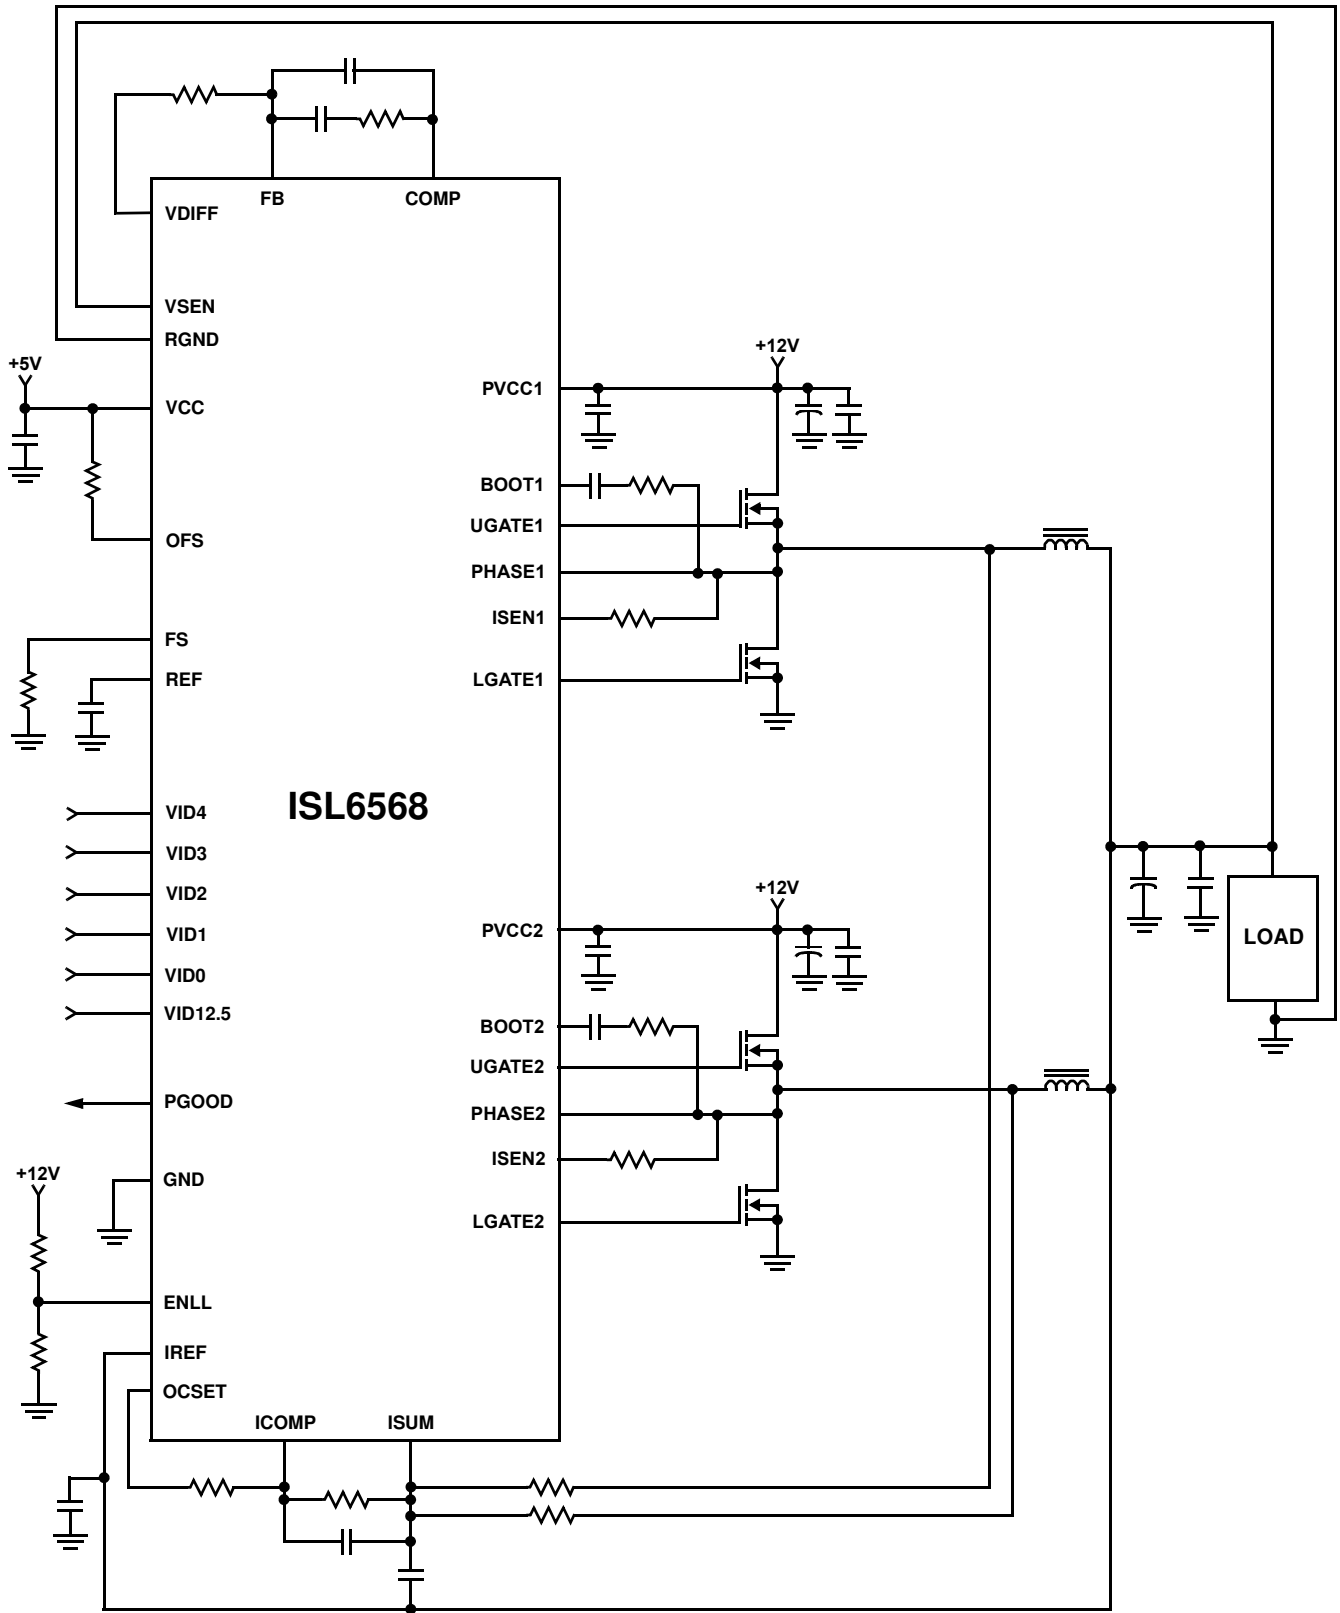 FB
COMP
VDIFF
VSEN
RGND
+5V
VCC
OFS
FS
REF
VID4
VID3
VID2
VID1
VID0
VID12.5
PGOOD
+12V
GND
ENLL
IREF
OCSET
ICOMP
ISUM
ISL6568
+12V
PVCC1
BOOT1
UGATE1
PHASE1
ISEN1
LGATE1
+12V
PVCC2
BOOT2
UGATE2
PHASE2
ISEN2
LGATE2
LOAD